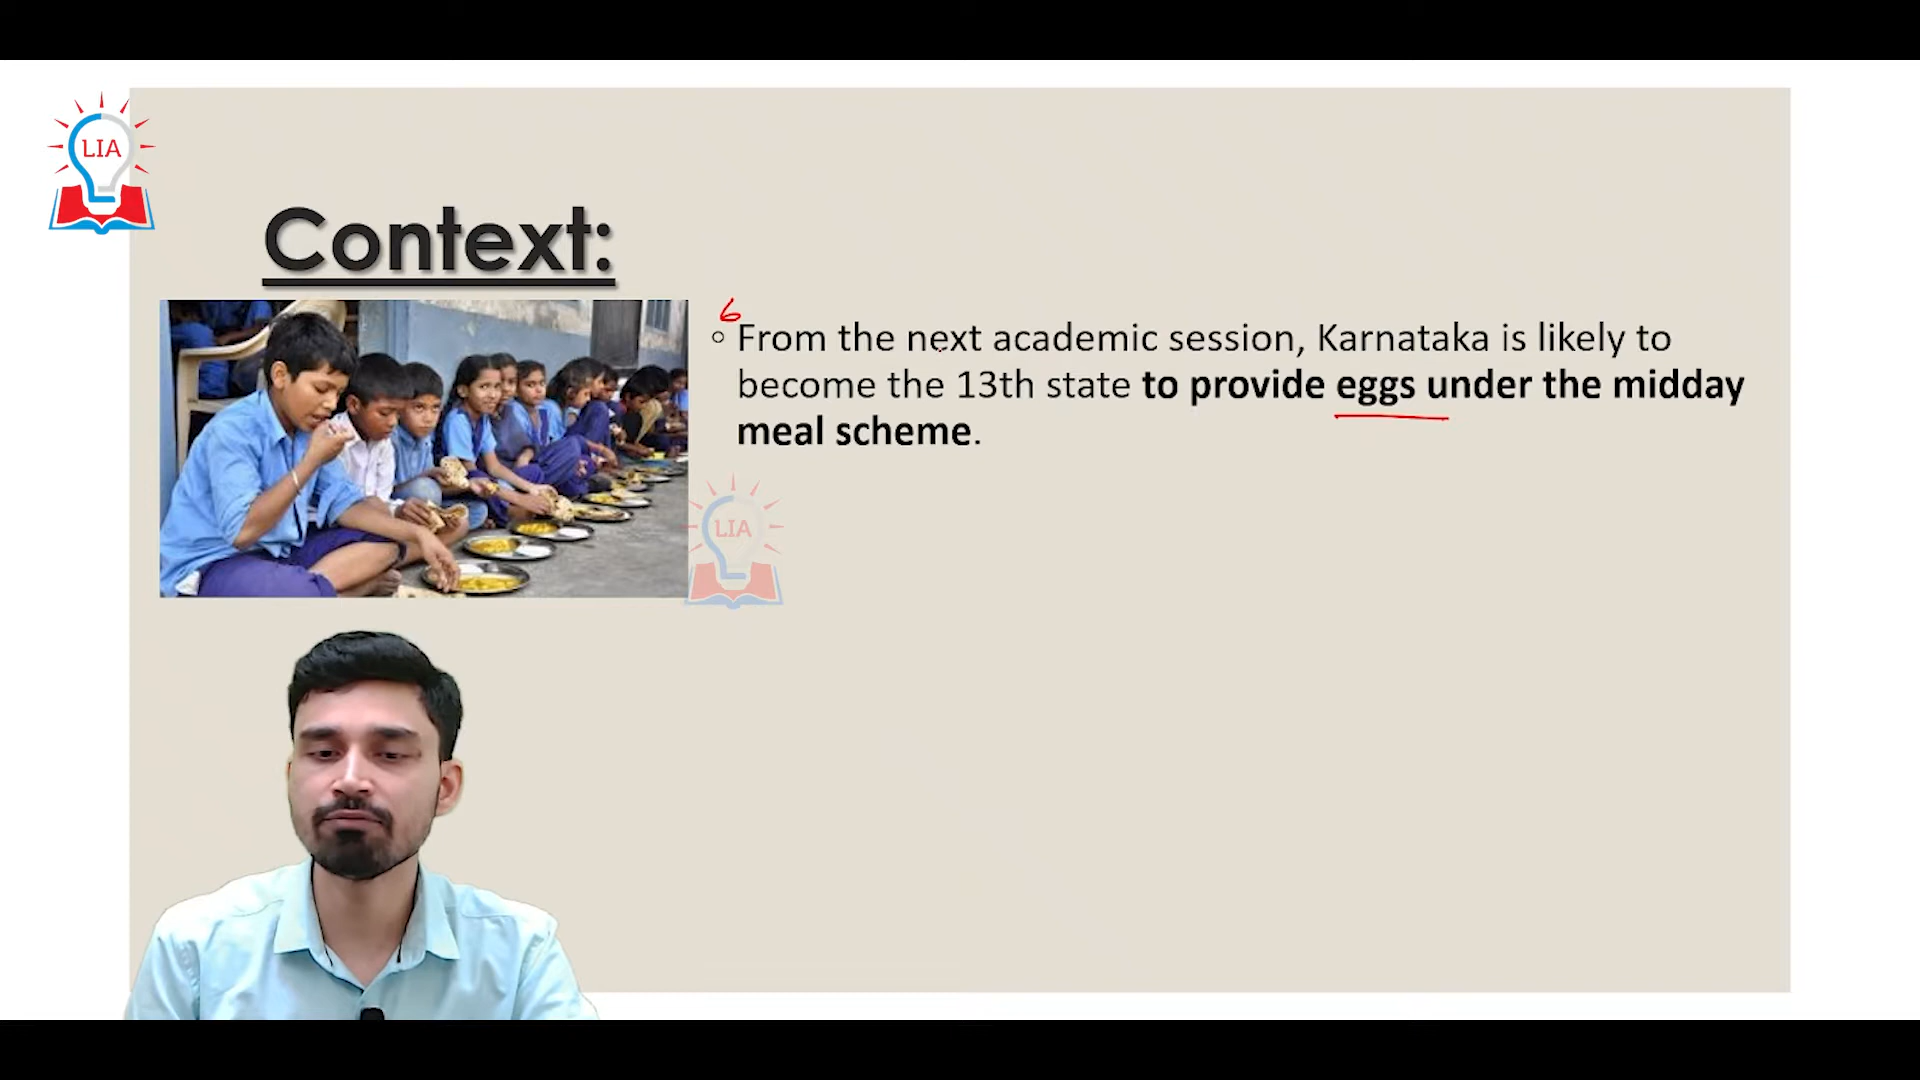 LIA
Context:
6
From the next academic session, Karnataka is likely to
become the 13th state to provide eggs under the midday
meal scheme.
LIA